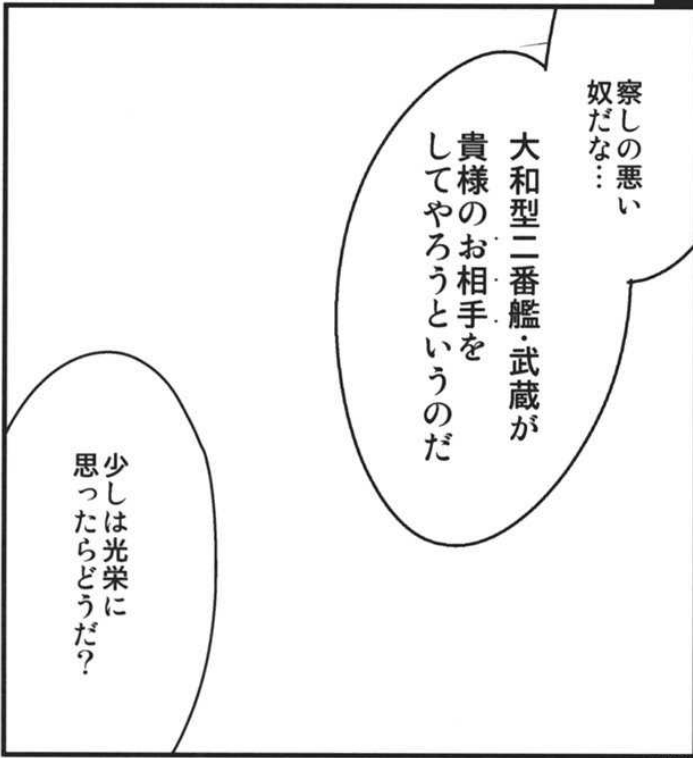 察しの悪い
奴だな…
大和型二番艦・武蔵が
貴様のお相手を
してやろうというのだ
少しは光栄に
思ったらどうだ？